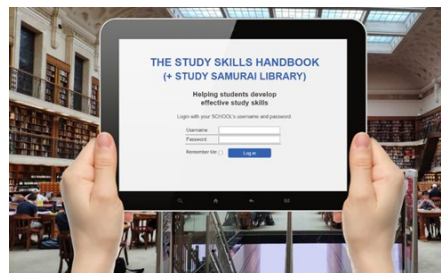 THE STUDY SKILLS HANDBOOK
(+ STUDY SAMURAI LIBRARY)
Helping students develop
effective study skills
Login with your SCHOOL's username and password.
Username
Password
Remember Me
Log in